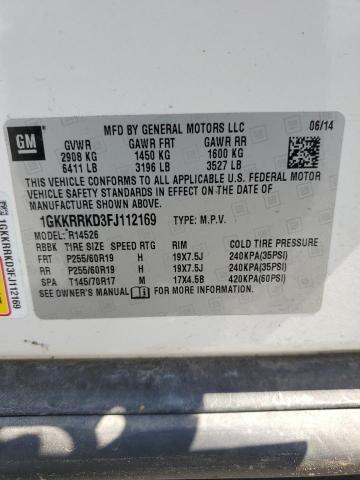 GM
MFD BY GENERAL MOTORS LLC 06/14
GVWR GAWR FRT GAWR RR
2908 KG 1450 KG 1600 KG
6411 LB 3196 LB 3527 LB
THIS VEHICLE CONFORMS TO ALL APPLICABLE U.S. FEDERAL MOTOR
VEHICLE SAFETY STANDARDS IN EFFECT ON THE DATE OF
MANUFACTURE SHOWN ABOVE.
1GKKRRKD3FJ112169 TYPE: M.P.V.
MODEL: R14526
RBBK TIRE SIZE SPEED RTG RIM COLD TIRE PRESSURE
FRT P255/60R19 H 19X7.5J 240KPA(35PSI)
RR P255/60R19 H 19X7.5J 240KPA(35PSI)
SPA T145/70R17 M 17X4.5B 420KPA(60PSI)
SEE OWNER'S MANUAL FOR MORE INFORMATION
1GKKRRKD3FJ112169